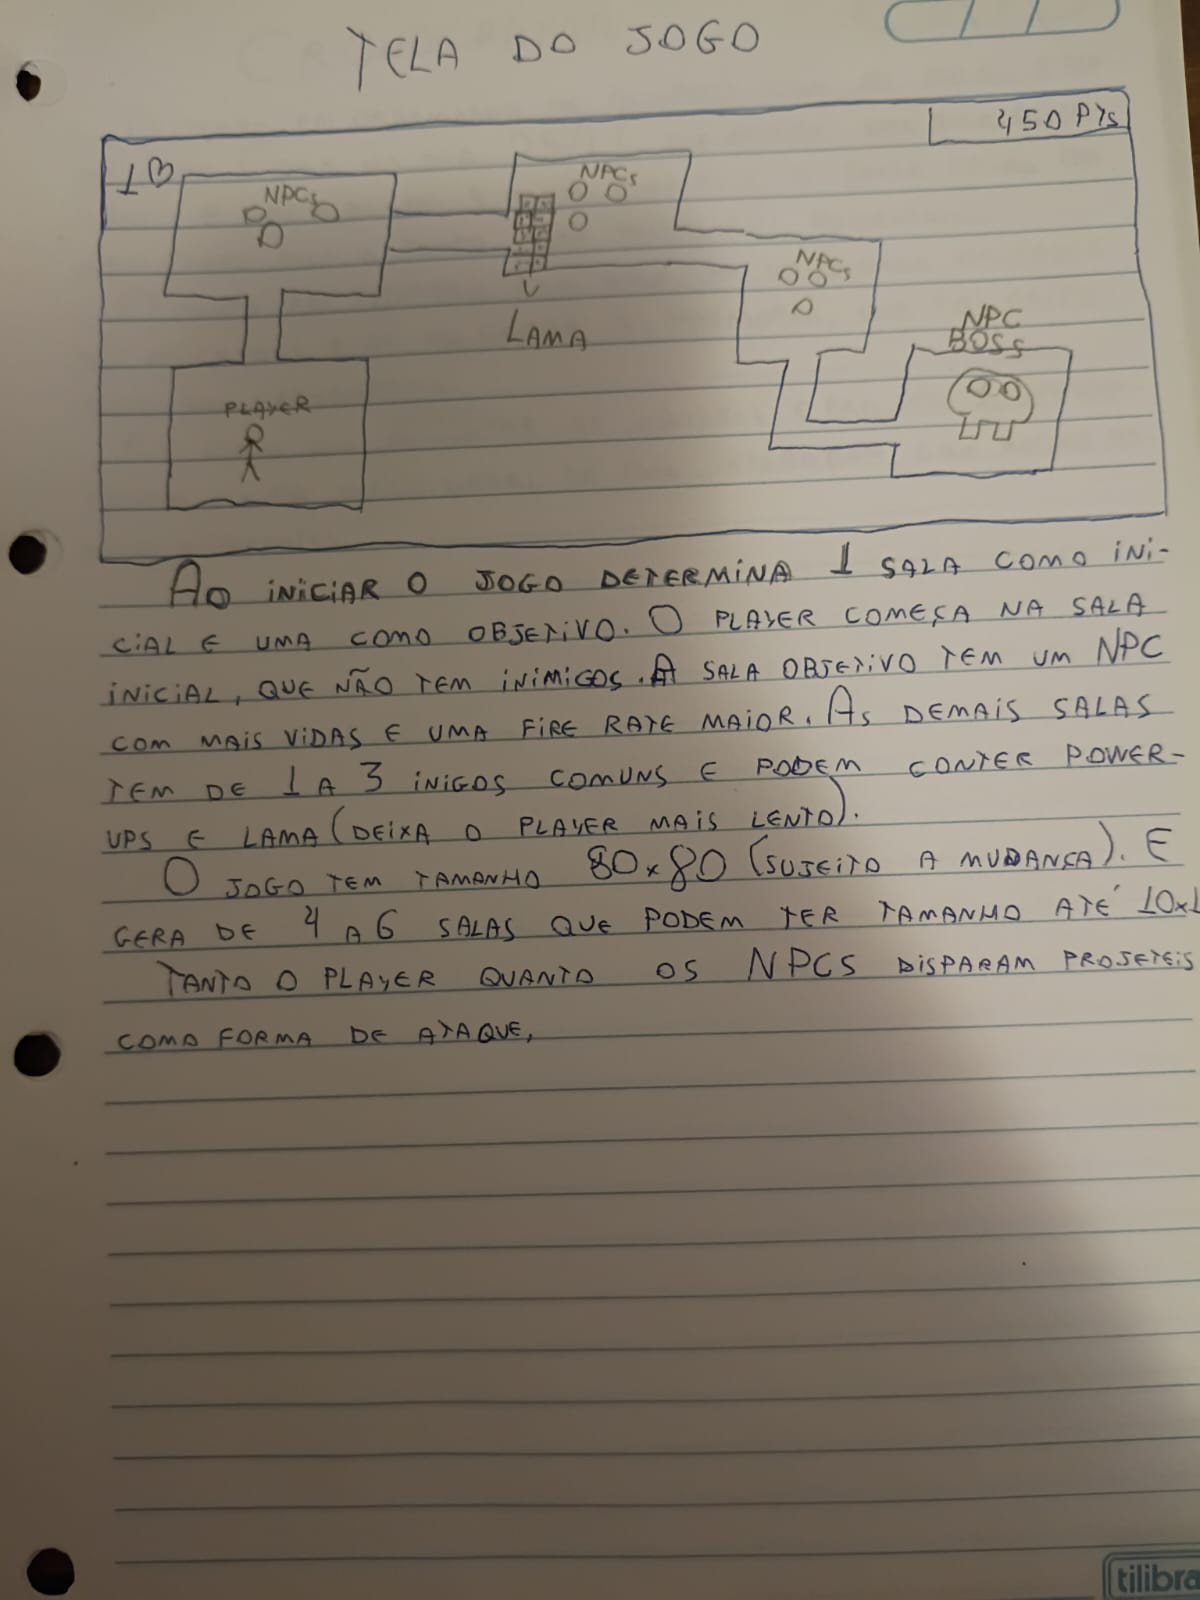 TELA DO JOGO
450 PTS
1
NPCs
NPCs
NPCs
LAMA
NPC
BOSS
PLAYER
AO INICIAR O JOGO DETERMINA 1 SALA COMO INI-
CIAL E UMA COMO OBJETIVO. O PLAYER COMEÇA NA SALA
INICIAL, QUE NÃO TEM INIMIGOS. A SALA OBJETIVO TEM UM NPC
COM MAIS VIDAS E UMA FIRE RATE MAIOR. AS DEMAIS SALAS
TEM DE 1 A 3 INIGOS COMUNS E PODEM CONTER POWER-
UPS E LAMA (DEIXA O PLAYER MAIS LENTO).
O JOGO TEM TAMANHO 80x80 (SUJEITO A MUDANÇA). E
GERA DE 4 A 6 SALAS QUE PODEM TER TAMANHO ATÉ 10x1
TANTO O PLAYER QUANTO OS NPCS DISPARAM PROJETEIS
COMO FORMA DE ATAQUE,
tilibra